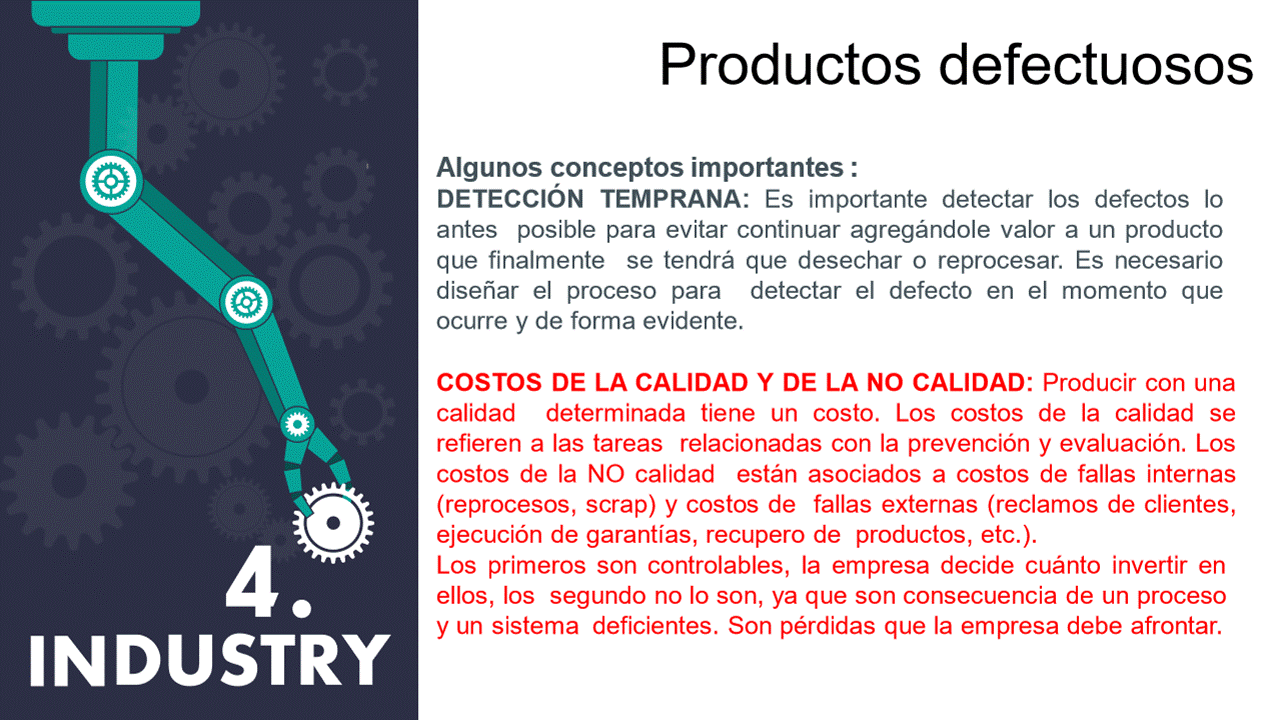 Productos defectuosos
Algunos conceptos importantes :
DETECCIÓN TEMPRANA: Es importante detectar los defectos lo
antes posible para evitar continuar agregándole valor a un producto
que finalmente se tendrá que desechar o reprocesar. Es necesario
diseñar el proceso para detectar el defecto en el momento que
ocurre y de forma evidente.
COSTOS DE LA CALIDAD Y DE LA NO CALIDAD: Producir con una
calidad determinada tiene un costo. Los costos de la calidad se
refieren a las tareas relacionadas con la prevención y evaluación. Los
costos de la NO calidad están asociados a costos de fallas internas
(reprocesos, scrap) y costos de fallas externas (reclamos de clientes,
ejecución de garantías, recupero de productos, etc.).
Los primeros son controlables, la empresa decide cuánto invertir en
ellos, los segundo no lo son, ya que son consecuencia de un proceso
y un sistema deficientes. Son pérdidas que la empresa debe afrontar.
4.
INDUSTRY